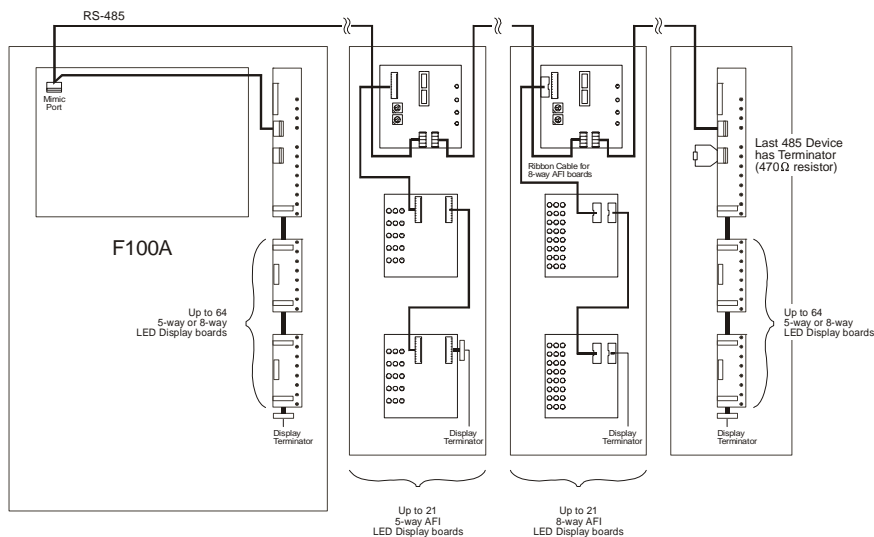 RS-485
Mimic
Port
F100A
Up to 64
5-way or 8-way
LED Display boards
Display
Terminator
Display
Terminator
Up to 21
5-way AFI
LED Display boards
Ribbon Cable for
8-way AFI boards
Display
Terminator
Up to 21
8-way AFI
LED Display boards
Last 485 Device
has Terminator
(470Ω resistor)
Up to 64
5-way or 8-way
LED Display boards
Display
Terminator